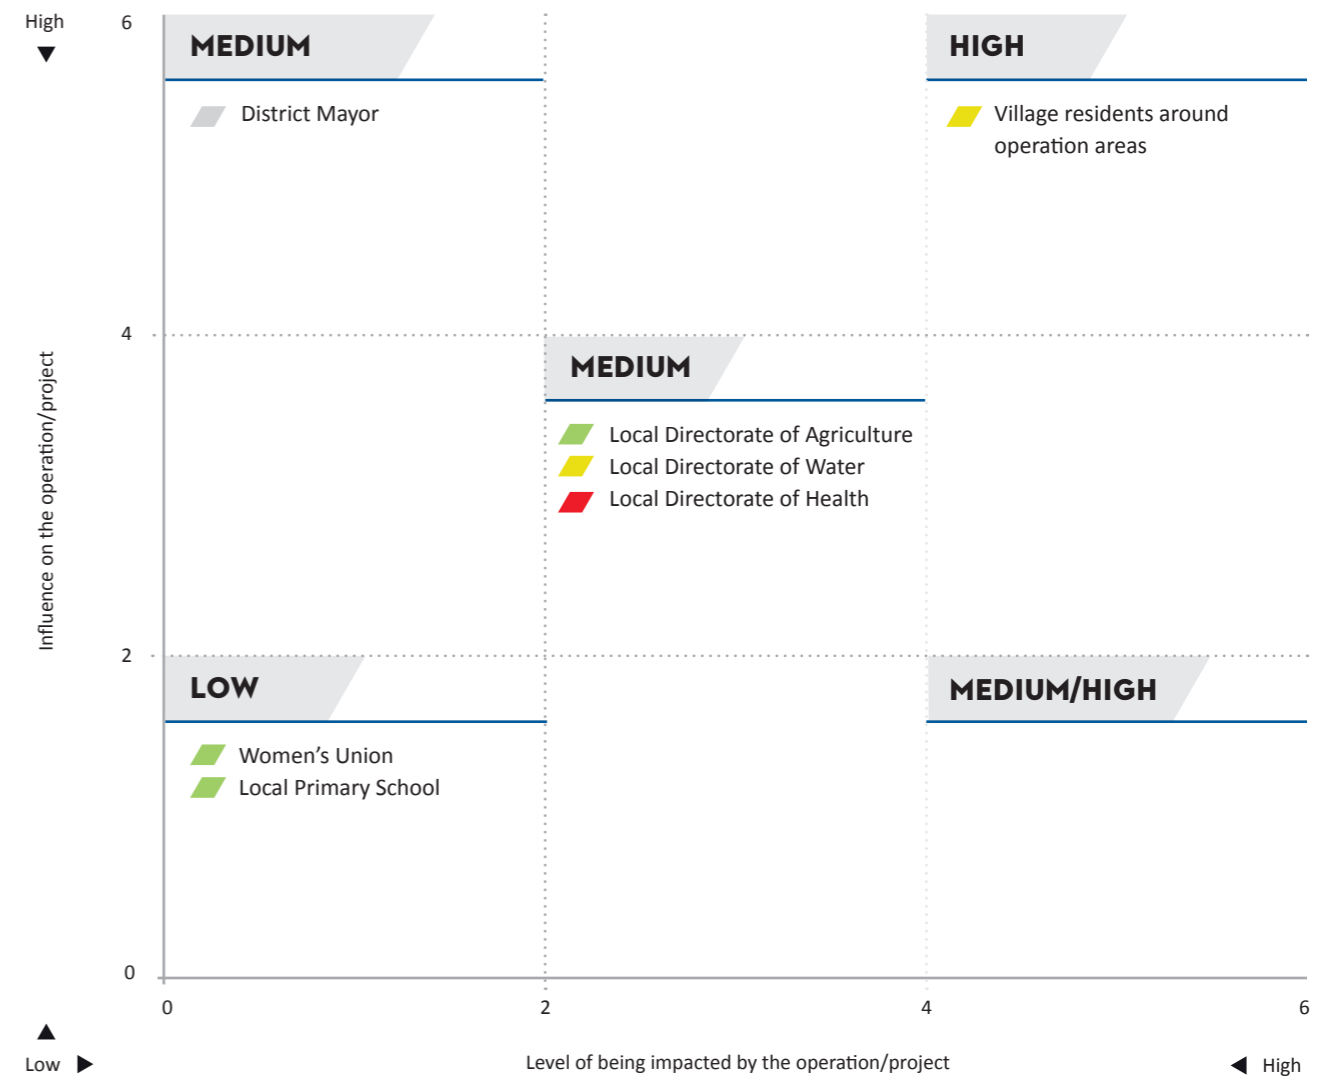 High
6
MEDIUM
HIGH
District Mayor
Village residents around
operation areas
4
MEDIUM
Local Directorate of Agriculture
Local Directorate of Water
Local Directorate of Health
Influence on the operation/project
2
LOW
MEDIUM/HIGH
Women’s Union
Local Primary School
0
0 2 4 6
Low
Level of being impacted by the operation/project
High